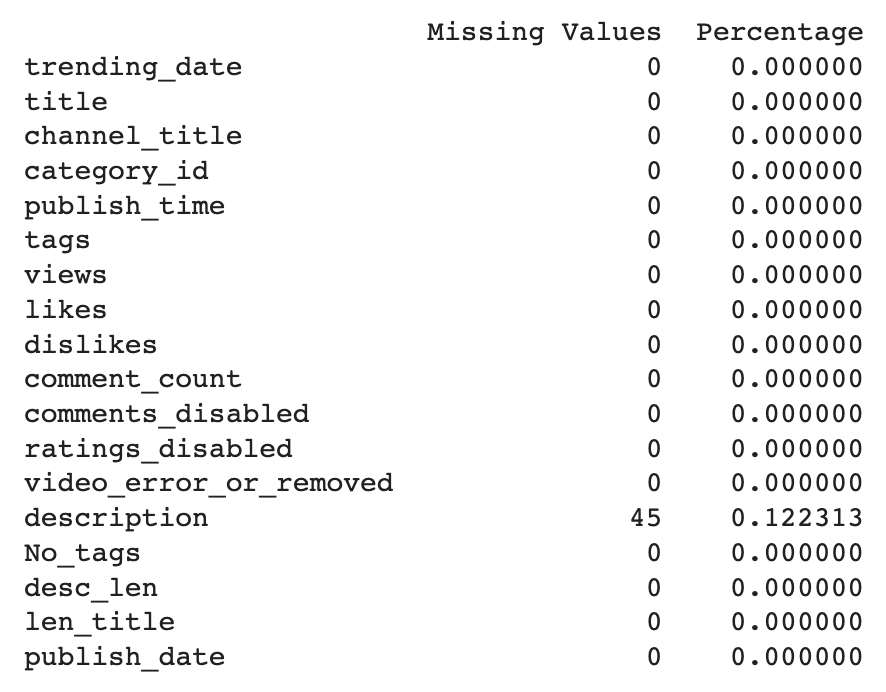 Missing Values Percentage
trending_date 0 0.000000
title 0 0.000000
channel_title 0 0.000000
category_id 0 0.000000
publish_time 0 0.000000
tags 0 0.000000
views 0 0.000000
likes 0 0.000000
dislikes 0 0.000000
comment_count 0 0.000000
comments_disabled 0 0.000000
ratings_disabled 0 0.000000
video_error_or_removed 0 0.000000
description 45 0.122313
No_tags 0 0.000000
desc_len 0 0.000000
len_title 0 0.000000
publish_date 0 0.000000